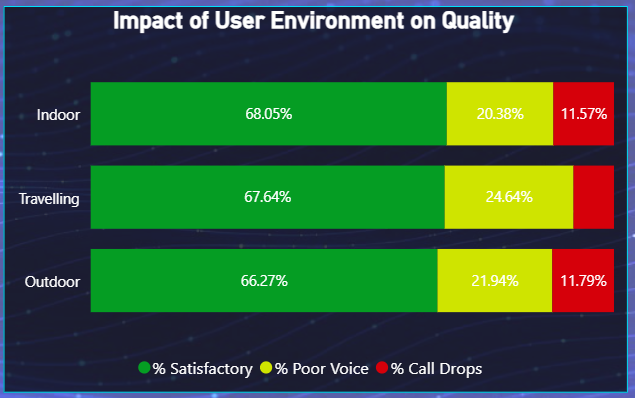 Impact of User Environment on Quality
Indoor 68.05% 20.38% 11.57%
Travelling 67.64% 24.64%
Outdoor 66.27% 21.94% 11.79%
% Satisfactory % Poor Voice % Call Drops